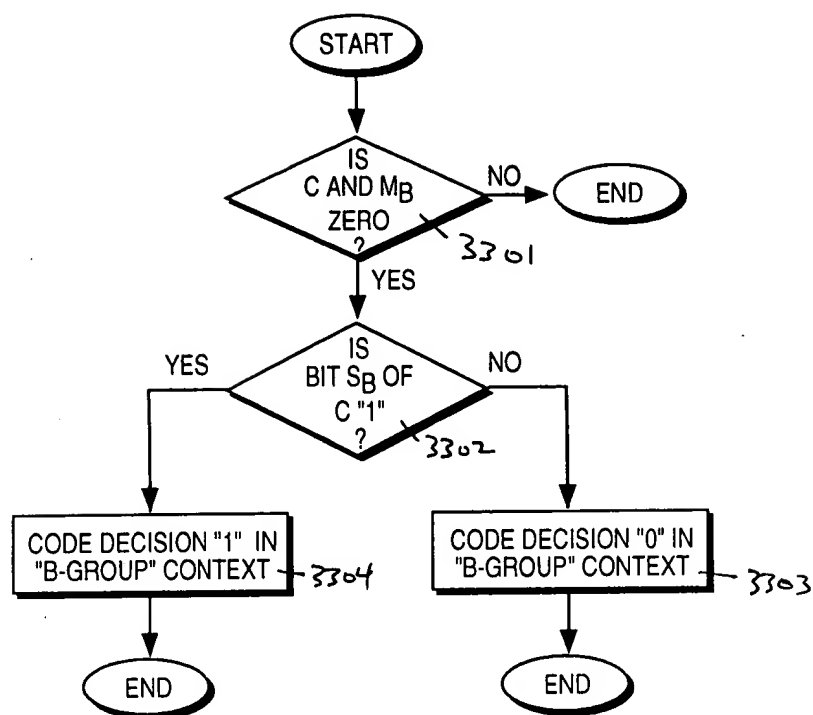 START
IS
C AND MB
ZERO
?
NO
END
3301
YES
IS
BIT SB OF
C "1"
?
YES
NO
3302
CODE DECISION "1" IN
"B-GROUP" CONTEXT
3304
CODE DECISION "0" IN
"B-GROUP" CONTEXT
3303
END
END